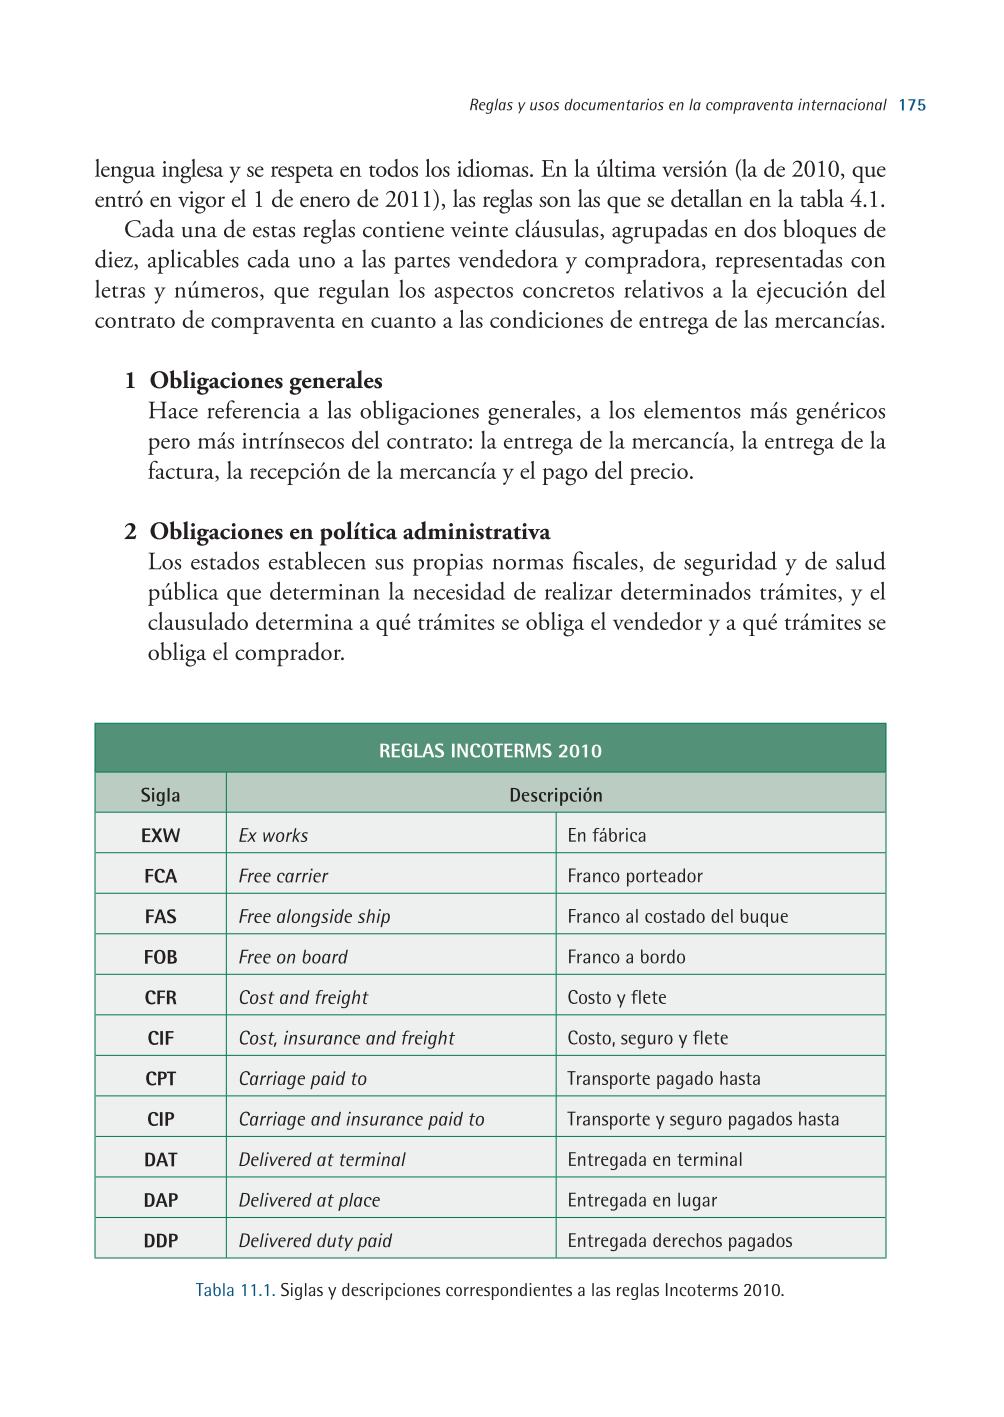 Reglas y usos documentarios en la compraventa internacional 175
lengua inglesa y se respeta en todos los idiomas. En la última versión (la de 2010, que
entró en vigor el 1 de enero de 2011), las reglas son las que se detallan en la tabla 4.1.
Cada una de estas reglas contiene veinte cláusulas, agrupadas en dos bloques de
diez, aplicables cada uno a las partes vendedora y compradora, representadas con
letras y números, que regulan los aspectos concretos relativos a la ejecución del
contrato de compraventa en cuanto a las condiciones de entrega de las mercancías.
1 Obligaciones generales
Hace referencia a las obligaciones generales, a los elementos más genéricos
pero más intrínsecos del contrato: la entrega de la mercancía, la entrega de la
factura, la recepción de la mercancía y el pago del precio.
2 Obligaciones en política administrativa
Los estados establecen sus propias normas fiscales, de seguridad y de salud
pública que determinan la necesidad de realizar determinados trámites, y el
clausulado determina a qué trámites se obliga el vendedor y a qué trámites se
obliga el comprador.
REGLAS INCOTERMS 2010
Sigla Descripción
EXW Ex works En fábrica
FCA Free carrier Franco porteador
FAS Free alongside ship Franco al costado del buque
FOB Free on board Franco a bordo
CFR Cost and freight Costo y flete
CIF Cost, insurance and freight Costo, seguro y flete
CPT Carriage paid to Transporte pagado hasta
CIP Carriage and insurance paid to Transporte y seguro pagados hasta
DAT Delivered at terminal Entregada en terminal
DAP Delivered at place Entregada en lugar
DDP Delivered duty paid Entregada derechos pagados
Tabla 11.1. Siglas y descripciones correspondientes a las reglas Incoterms 2010.